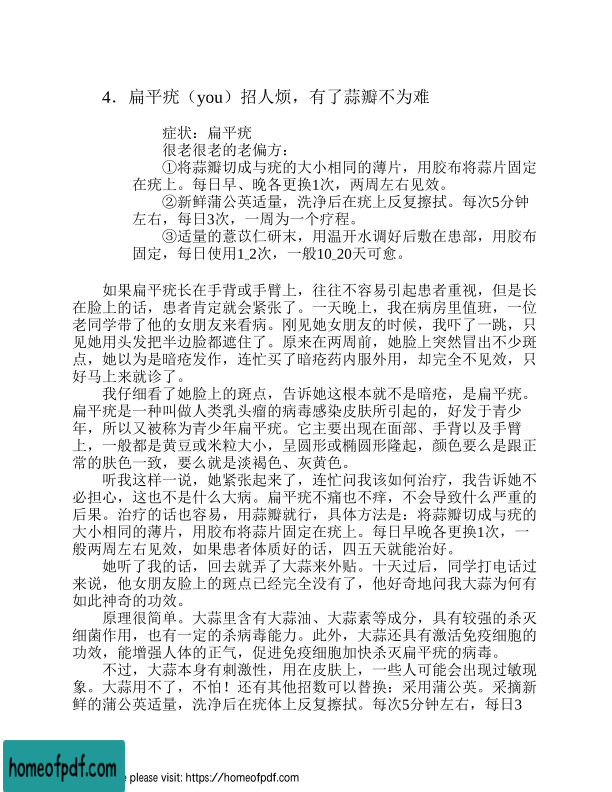 4．扁平疣（you）招人烦，有了蒜瓣不为难
症状：扁平疣
很老很老的老偏方：
①将蒜瓣切成与疣的大小相同的薄片，用胶布将蒜片固定
在疣上。每日早、晚各更换1次，两周左右见效。
②新鲜蒲公英适量，洗净后在疣上反复擦拭。每次5分钟
左右，每日3次，一周为一个疗程。
③适量的薏苡仁研末，用温开水调好后敷在患部，用胶布
固定，每日使用1_2次，一般10_20天可愈。
如果扁平疣长在手背或手臂上，往往不容易引起患者重视，但是长
在脸上的话，患者肯定就会紧张了。一天晚上，我在病房里值班，一位
老同学带了他的女朋友来看病。刚见她女朋友的时候，我吓了一跳，只
见她用头发把半边脸都遮住了。原来在两周前，她脸上突然冒出不少斑
点，她以为是暗疮发作，连忙买了暗疮药内服外用，却完全不见效，只
好马上来就诊了。
我仔细看了她脸上的斑点，告诉她这根本就不是暗疮，是扁平疣。
扁平疣是一种叫做人类乳头瘤的病毒感染皮肤所引起的，好发于青少
年，所以又被称为青少年扁平疣。它主要出现在面部、手背以及手臂
上，一般都是黄豆或米粒大小，呈圆形或椭圆形隆起，颜色要么是跟正
常的肤色一致，要么就是淡褐色、灰黄色。
听我这样一说，她紧张起来了，连忙问我该如何治疗，我告诉她不
必担心，这也不是什么大病。扁平疣不痛也不痒，不会导致什么严重的
后果。治疗的话也容易，用蒜瓣就行，具体方法是：将蒜瓣切成与疣的
大小相同的薄片，用胶布将蒜片固定在疣上。每日早晚各更换1次，一
般两周左右见效，如果患者体质好的话，四五天就能治好。
她听了我的话，回去就弄了大蒜来外贴。十天过后，同学打电话过
来说，他女朋友脸上的斑点已经完全没有了，他好奇地问我大蒜为何有
如此神奇的功效。
原理很简单。大蒜里含有大蒜油、大蒜素等成分，具有较强的杀灭
细菌作用，也有一定的杀病毒能力。此外，大蒜还具有激活免疫细胞的
功效，能增强人体的正气，促进免疫细胞加快杀灭扁平疣的病毒。
不过，大蒜本身有刺激性，用在皮肤上，一些人可能会出现过敏现
象。大蒜用不了，不怕！还有其他招数可以替换：采用蒲公英。采摘新
鲜的蒲公英适量，洗净后在疣体上反复擦拭。每次5分钟左右，每日3
homeofpdf.com
please visit: https://homeofpdf.com